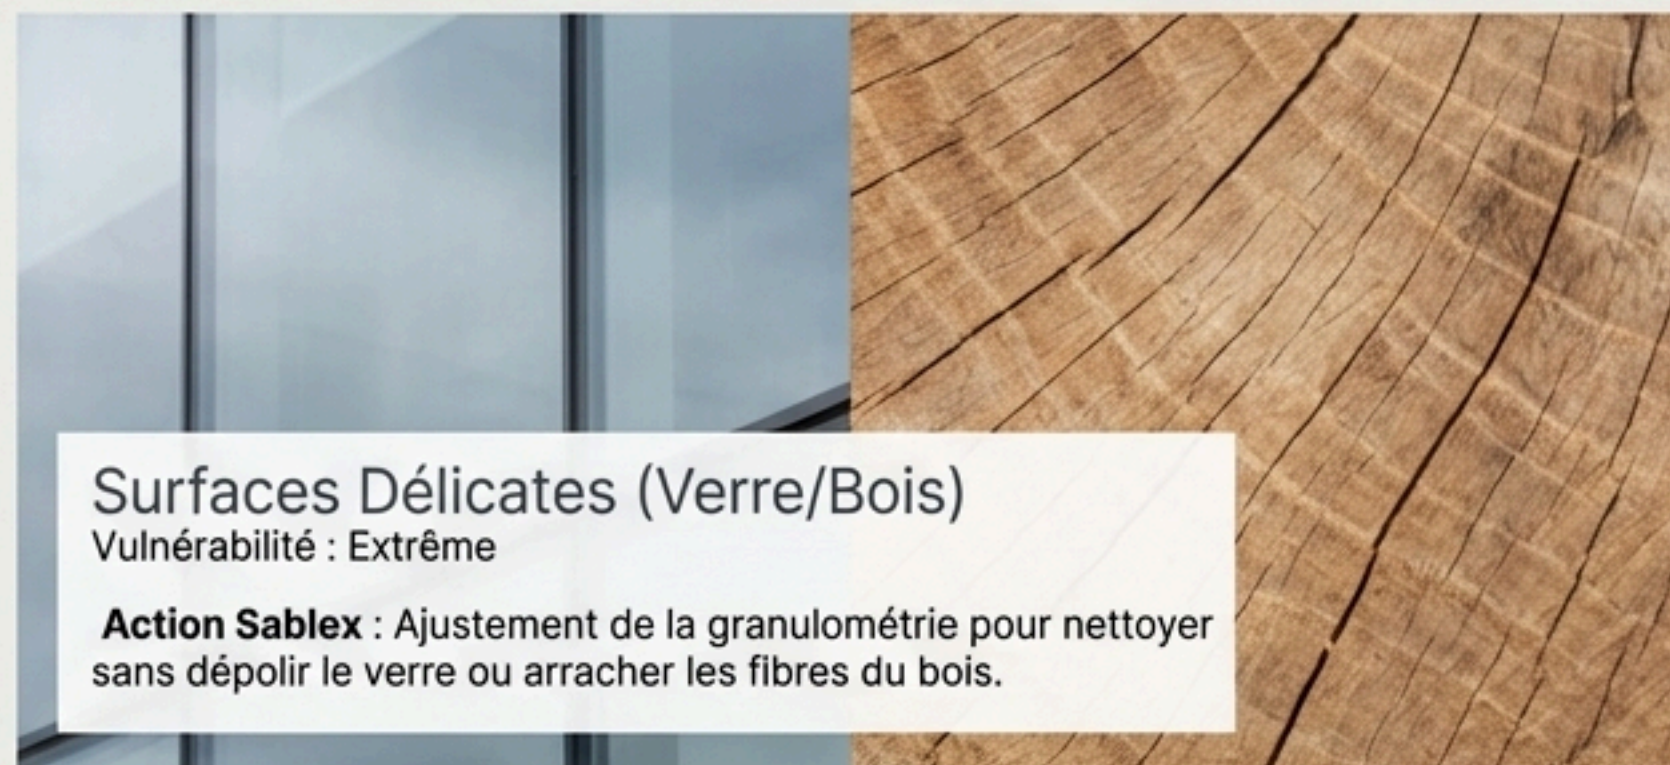 Surfaces Délicates (Verre/Bois)
Vulnérabilité : Extrême
Action Sablex : Ajustement de la granulométrie pour nettoyer
sans dépolir le verre ou arracher les fibres du bois.